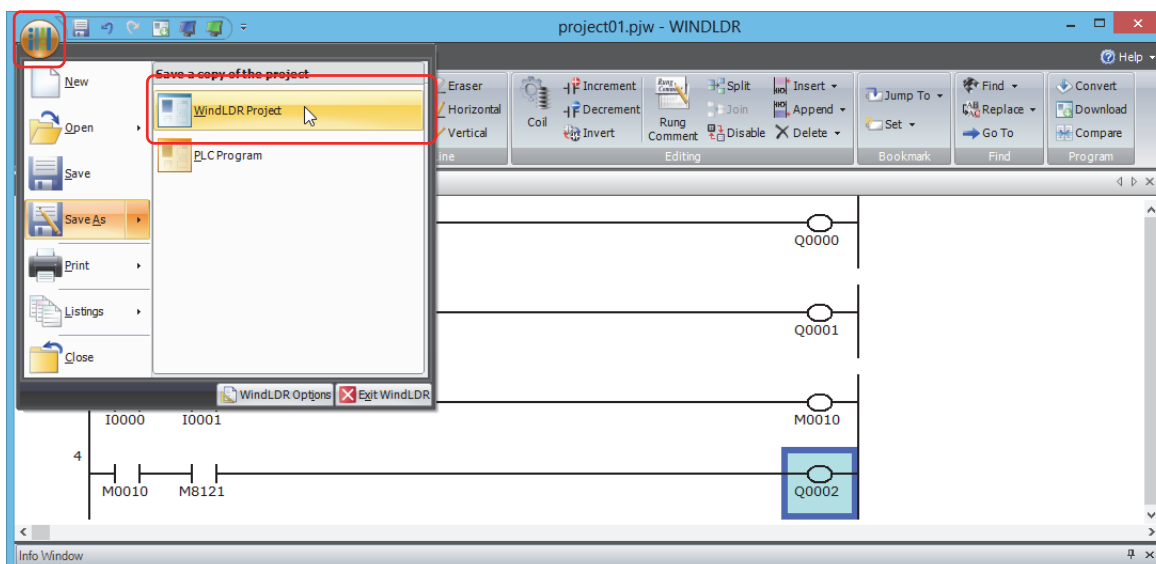 project01.pjw - WINDLDR
Help
New
Open
Save
Save As
Print
Listings
Close
Save a copy of the project
WindLDR Project
PLC Program
WindLDR Options
Exit WindLDR
Eraser
Horizontal
Vertical
Line
Coil
Increment
Decrement
Invert
Rung
Comment
Split
Join
Disable
Insert
Append
Delete
Editing
Jump To
Set
Bookmark
Find
Replace
Go To
Find
Convert
Download
Compare
Program
Q0000
Q0001
I0000 I0001 M0010
4
M0010 M8121 Q0002
Info Window